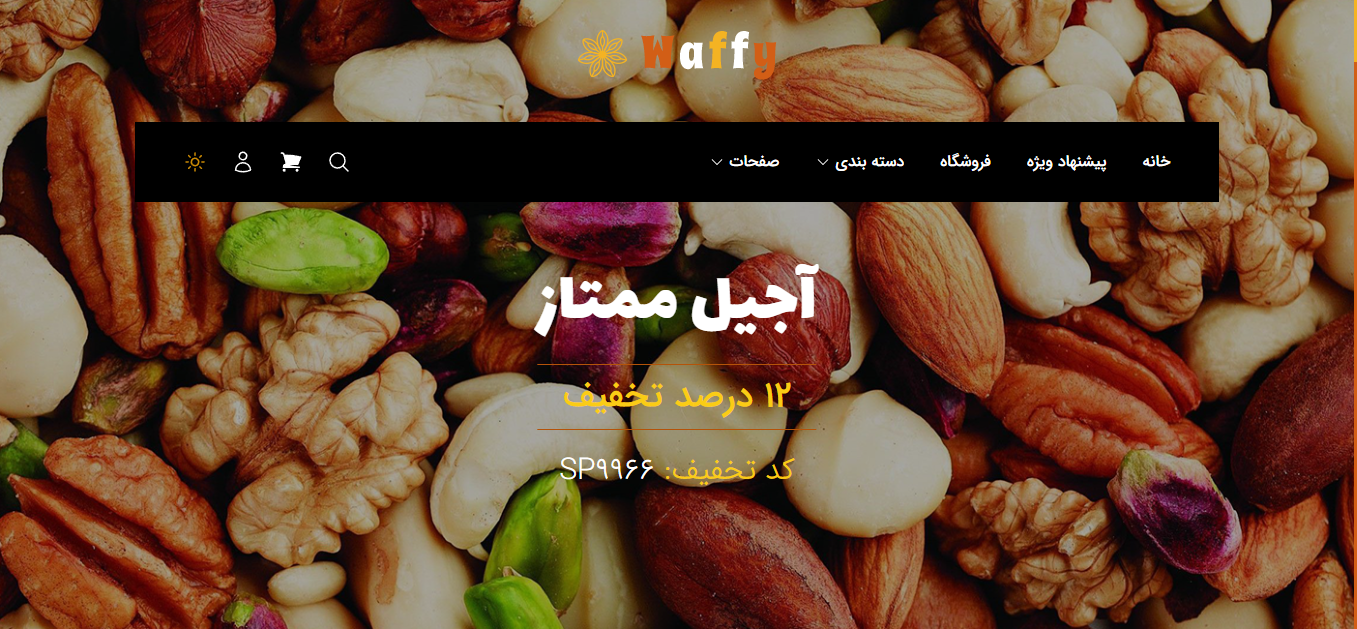 Waffy
خانه پیشنهاد ویژه فروشگاه دسته بندی صفحات
آجیل ممتاز
۱۲ درصد تخفیف
کد تخفیف: SP۹۹۶۶